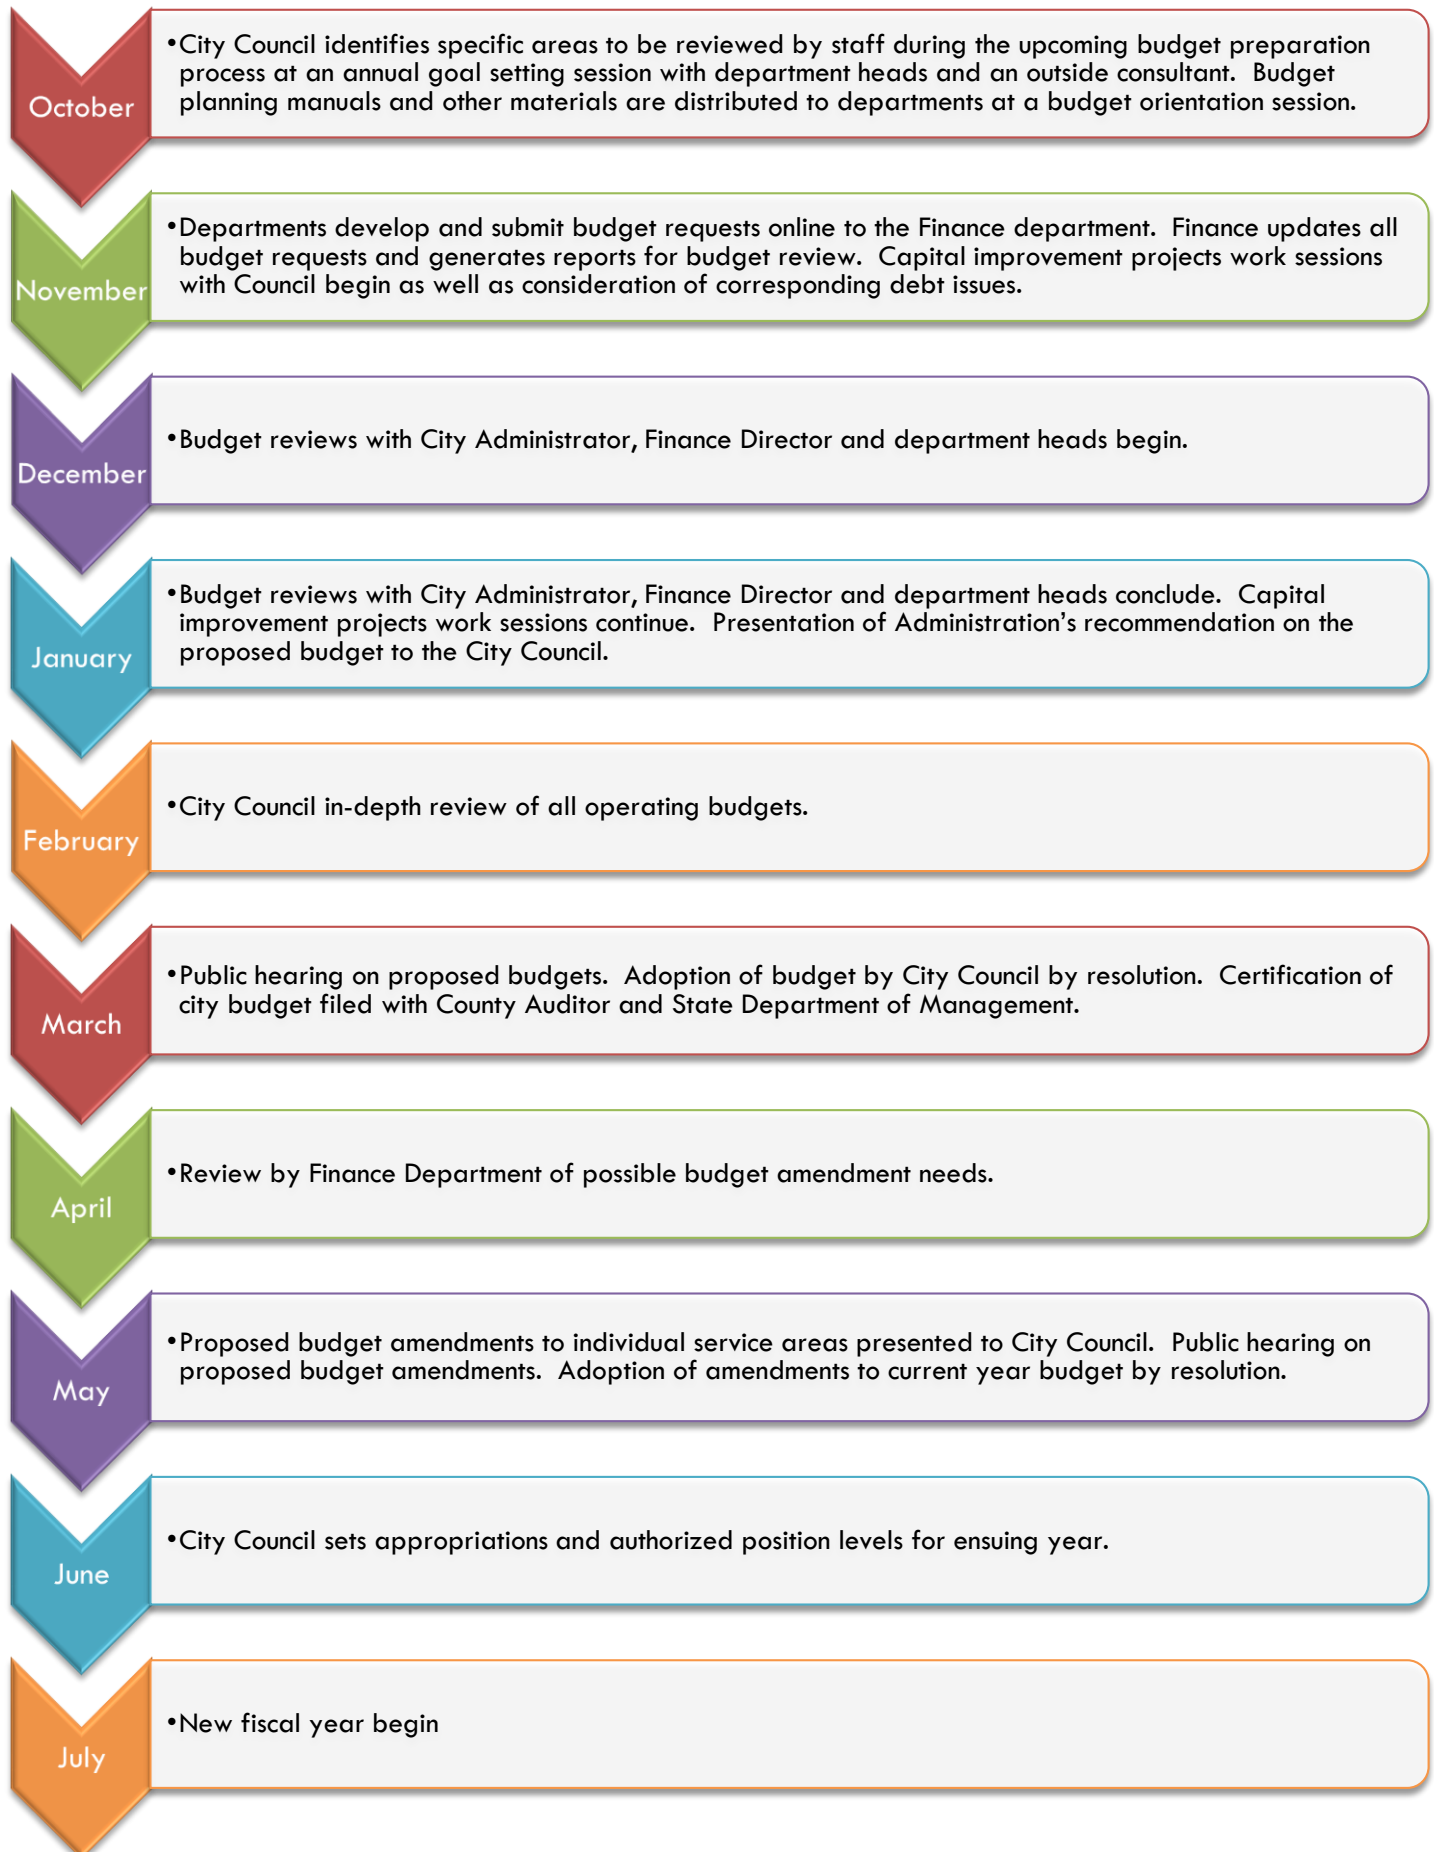 October
•City Council identifies specific areas to be reviewed by staff during the upcoming budget preparation
process at an annual goal setting session with department heads and an outside consultant.  Budget
planning manuals and other materials are distributed to departments at a budget orientation session.
November
•Departments develop and submit budget requests online to the Finance department.  Finance updates all
budget requests and generates reports for budget review.  Capital improvement projects work sessions
with Council begin as well as consideration of corresponding debt issues.
December
•Budget reviews with City Administrator, Finance Director and department heads begin.
January
•Budget reviews with City Administrator, Finance Director and department heads conclude.  Capital
improvement projects work sessions continue.  Presentation of Administration’s recommendation on the
proposed budget to the City Council.
February
•City Council in-depth review of all operating budgets.
March
•Public hearing on proposed budgets.  Adoption of budget by City Council by resolution.  Certification of
city budget filed with County Auditor and State Department of Management.
April
•Review by Finance Department of possible budget amendment needs.
May
•Proposed budget amendments to individual service areas presented to City Council.  Public hearing on
proposed budget amendments.  Adoption of amendments to current year budget by resolution.
June
•City Council sets appropriations and authorized position levels for ensuing year.
July
•New fiscal year begin